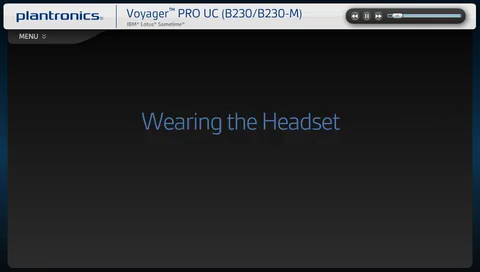 plantronics®
Voyager™ PRO UC (B230/B230-M)
IBM® Lotus® Sametime®
MENU
Wearing the Headset